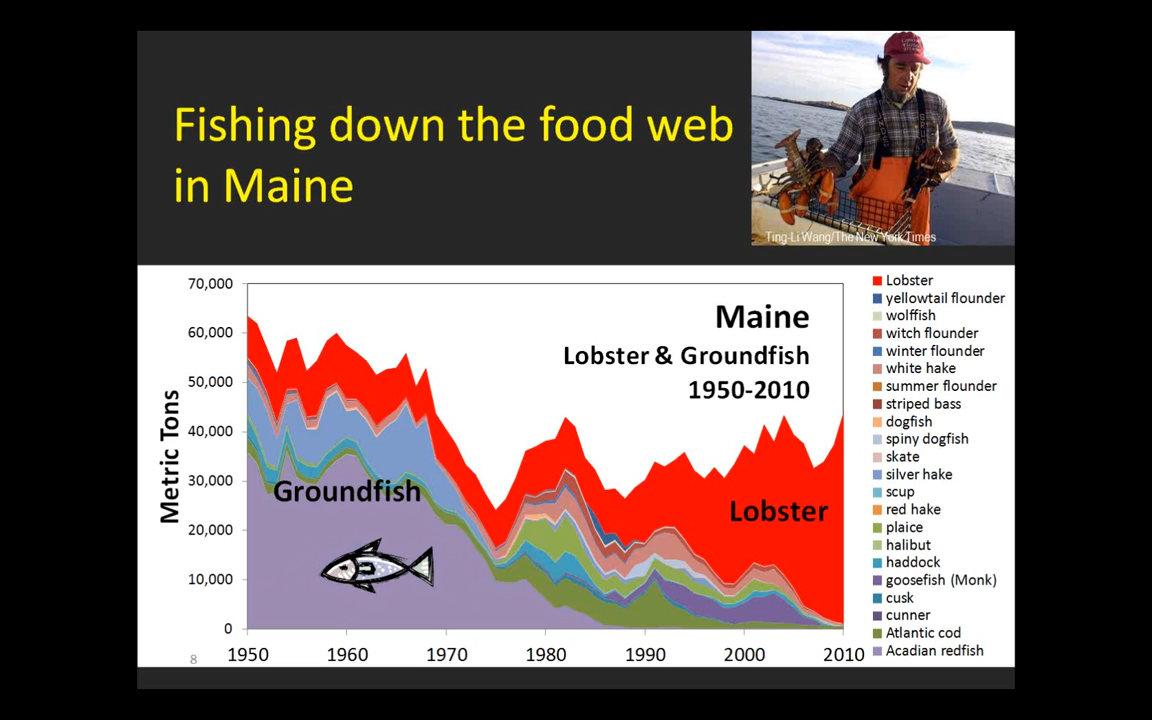 Fishing down the food web
in Maine
Ting-Li Wang/The New York Times
Maine
Lobster & Groundfish
1950-2010
Metric Tons
70,000
60,000
50,000
40,000
30,000
20,000
10,000
0
Groundfish
Lobster
1950 1960 1970 1980 1990 2000 2010
Lobster
yellowtail flounder
wolffish
witch flounder
winter flounder
white hake
summer flounder
striped bass
dogfish
spiny dogfish
skate
silver hake
scup
red hake
plaice
halibut
haddock
goosefish (Monk)
cusk
cunner
Atlantic cod
Acadian redfish
8